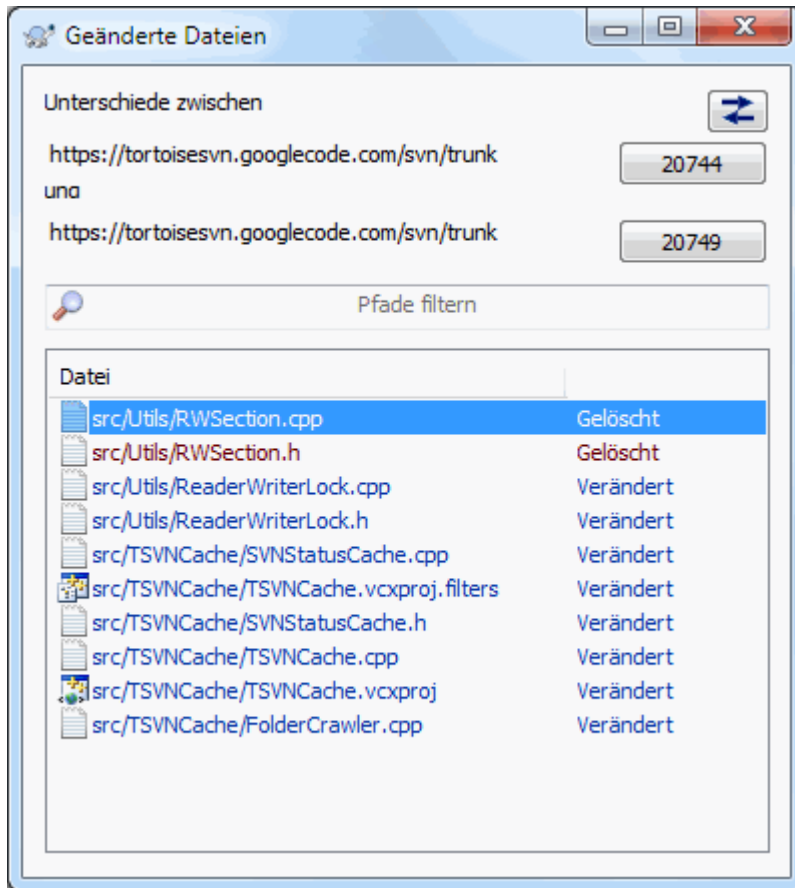 Geänderte Dateien
Unterschiede zwischen
https://tortoisesvn.googlecode.com/svn/trunk
20744
und
https://tortoisesvn.googlecode.com/svn/trunk
20749
Pfade filtern
Datei
src/Utils/RWSection.cpp Gelöscht
src/Utils/RWSection.h Gelöscht
src/Utils/ReaderWriterLock.cpp Verändert
src/Utils/ReaderWriterLock.h Verändert
src/TSVNCache/SVNStatusCache.cpp Verändert
src/TSVNCache/TSVNCache.vcxproj.filters Verändert
src/TSVNCache/SVNStatusCache.h Verändert
src/TSVNCache/TSVNCache.cpp Verändert
src/TSVNCache/TSVNCache.vcxproj Verändert
src/TSVNCache/FolderCrawler.cpp Verändert